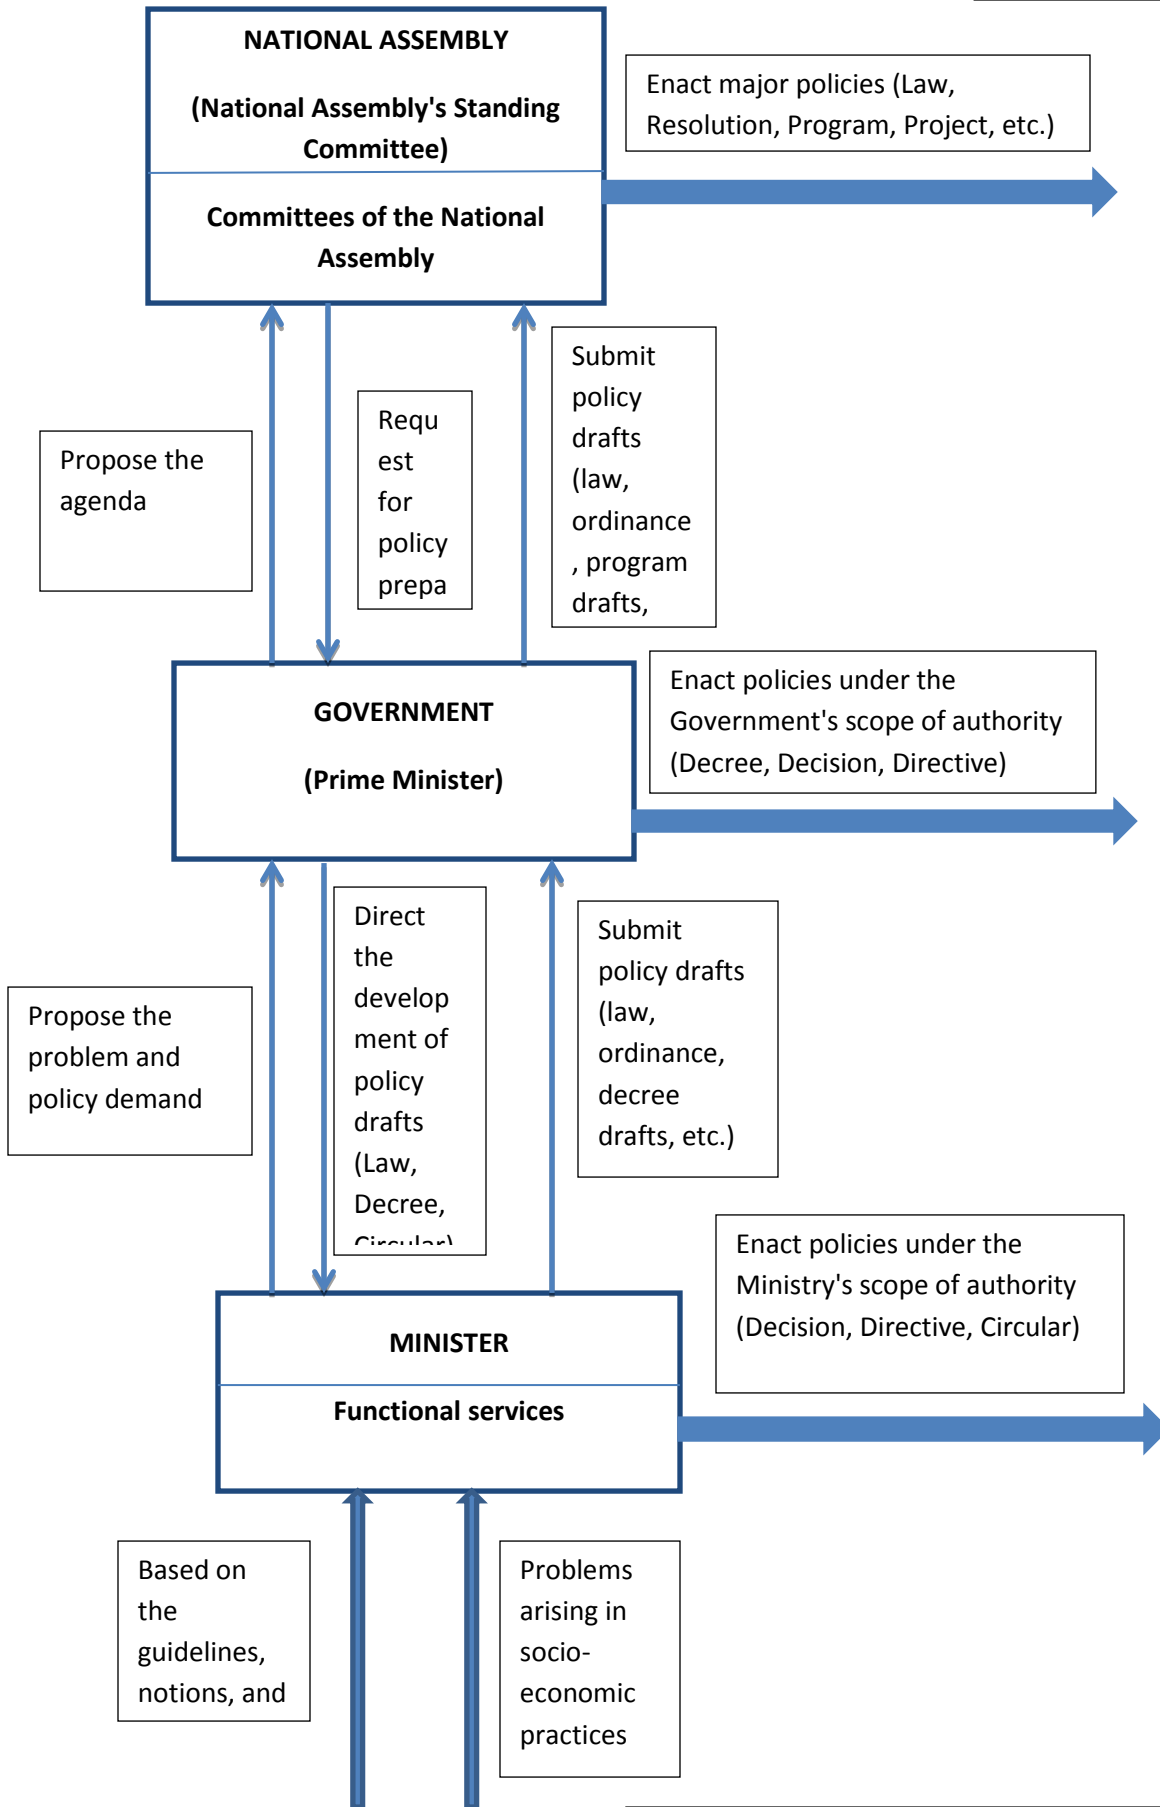 NATIONAL ASSEMBLY
(National Assembly's Standing
Committee)
Committees of the National
Assembly
Enact major policies (Law,
Resolution, Program, Project, etc.)
Propose the
agenda
Requ
est
for
policy
prepa
Submit
policy
drafts
(law,
ordinance
, program
drafts,
GOVERNMENT
(Prime Minister)
Enact policies under the
Government's scope of authority
(Decree, Decision, Directive)
Propose the
problem and
policy demand
Direct
the
develop
ment of
policy
drafts
(Law,
Decree,
Circular)
Submit
policy drafts
(law,
ordinance,
decree
drafts, etc.)
MINISTER
Functional services
Enact policies under the
Ministry's scope of authority
(Decision, Directive, Circular)
Based on
the
guidelines,
notions, and
Problems
arising in
socio-
economic
practices